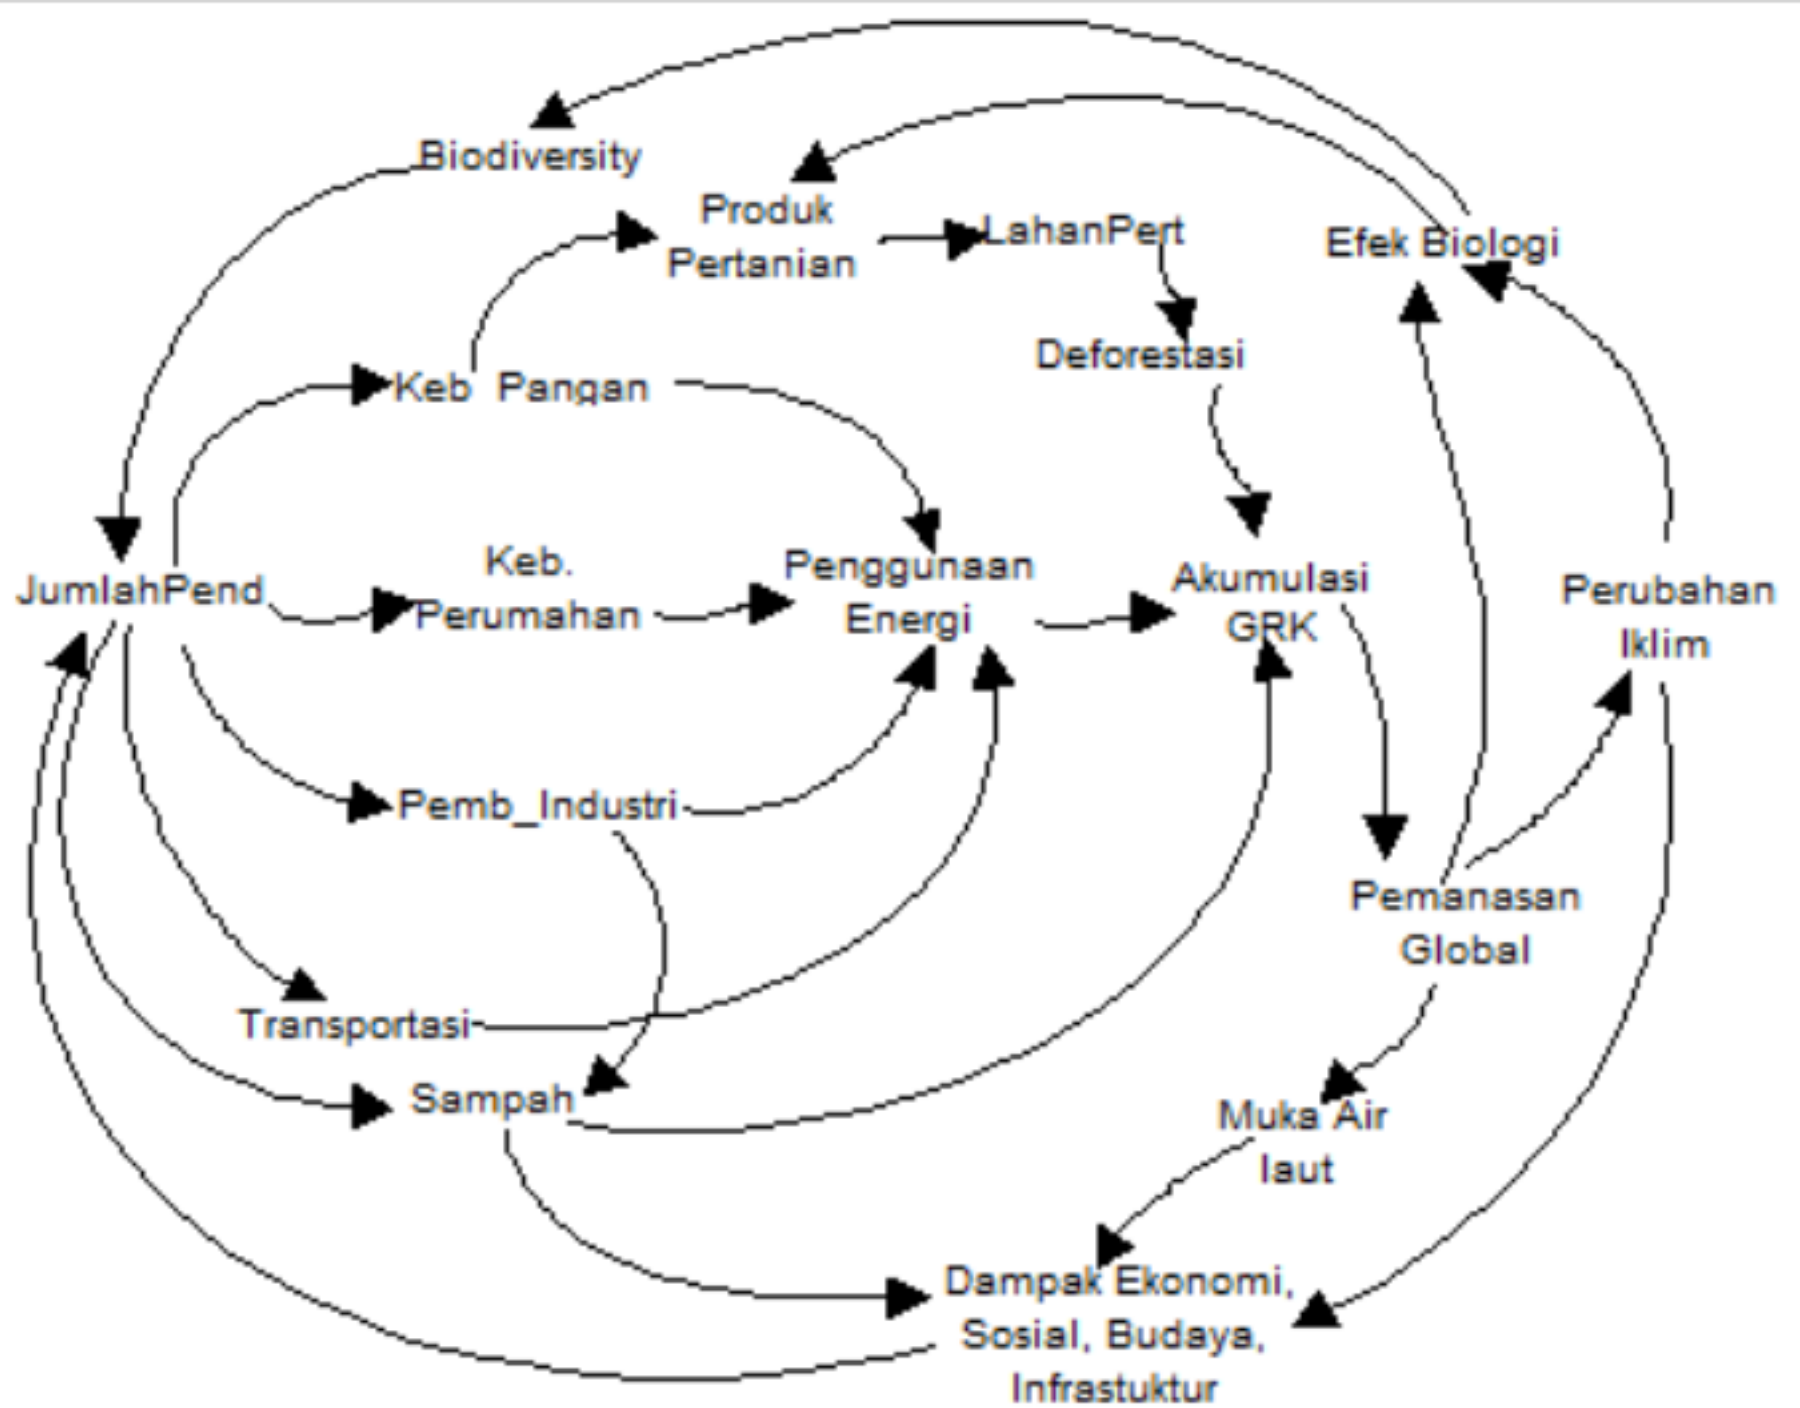 Biodiversity
Produk
Pertanian
LahanPert
Efek Biologi
Deforestasi
Keb Pangan
JumlahPend
Keb.
Perumahan
Penggunaan
Energi
Akumulasi
GRK
Perubahan
Iklim
Pemb_Industri
Pemanasan
Global
Transportasi
Sampah
Muka Air
laut
Dampak Ekonomi,
Sosial, Budaya,
Infrastuktur